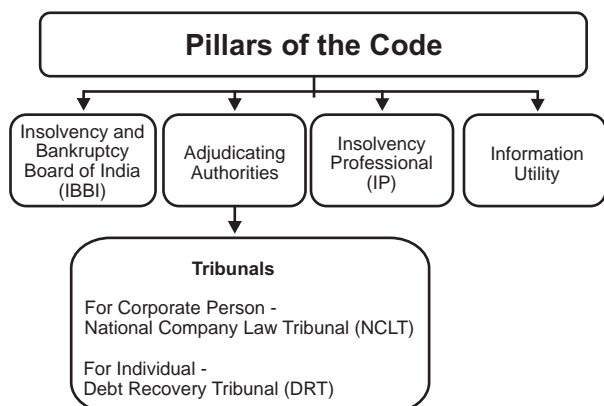 Pillars of the Code
Insolvency and
Bankruptcy
Board of India
(IBBI)
Adjudicating
Authorities
Insolvency
Professional
(IP)
Information
Utility
Tribunals
For Corporate Person -
National Company Law Tribunal (NCLT)
For Individual -
Debt Recovery Tribunal (DRT)